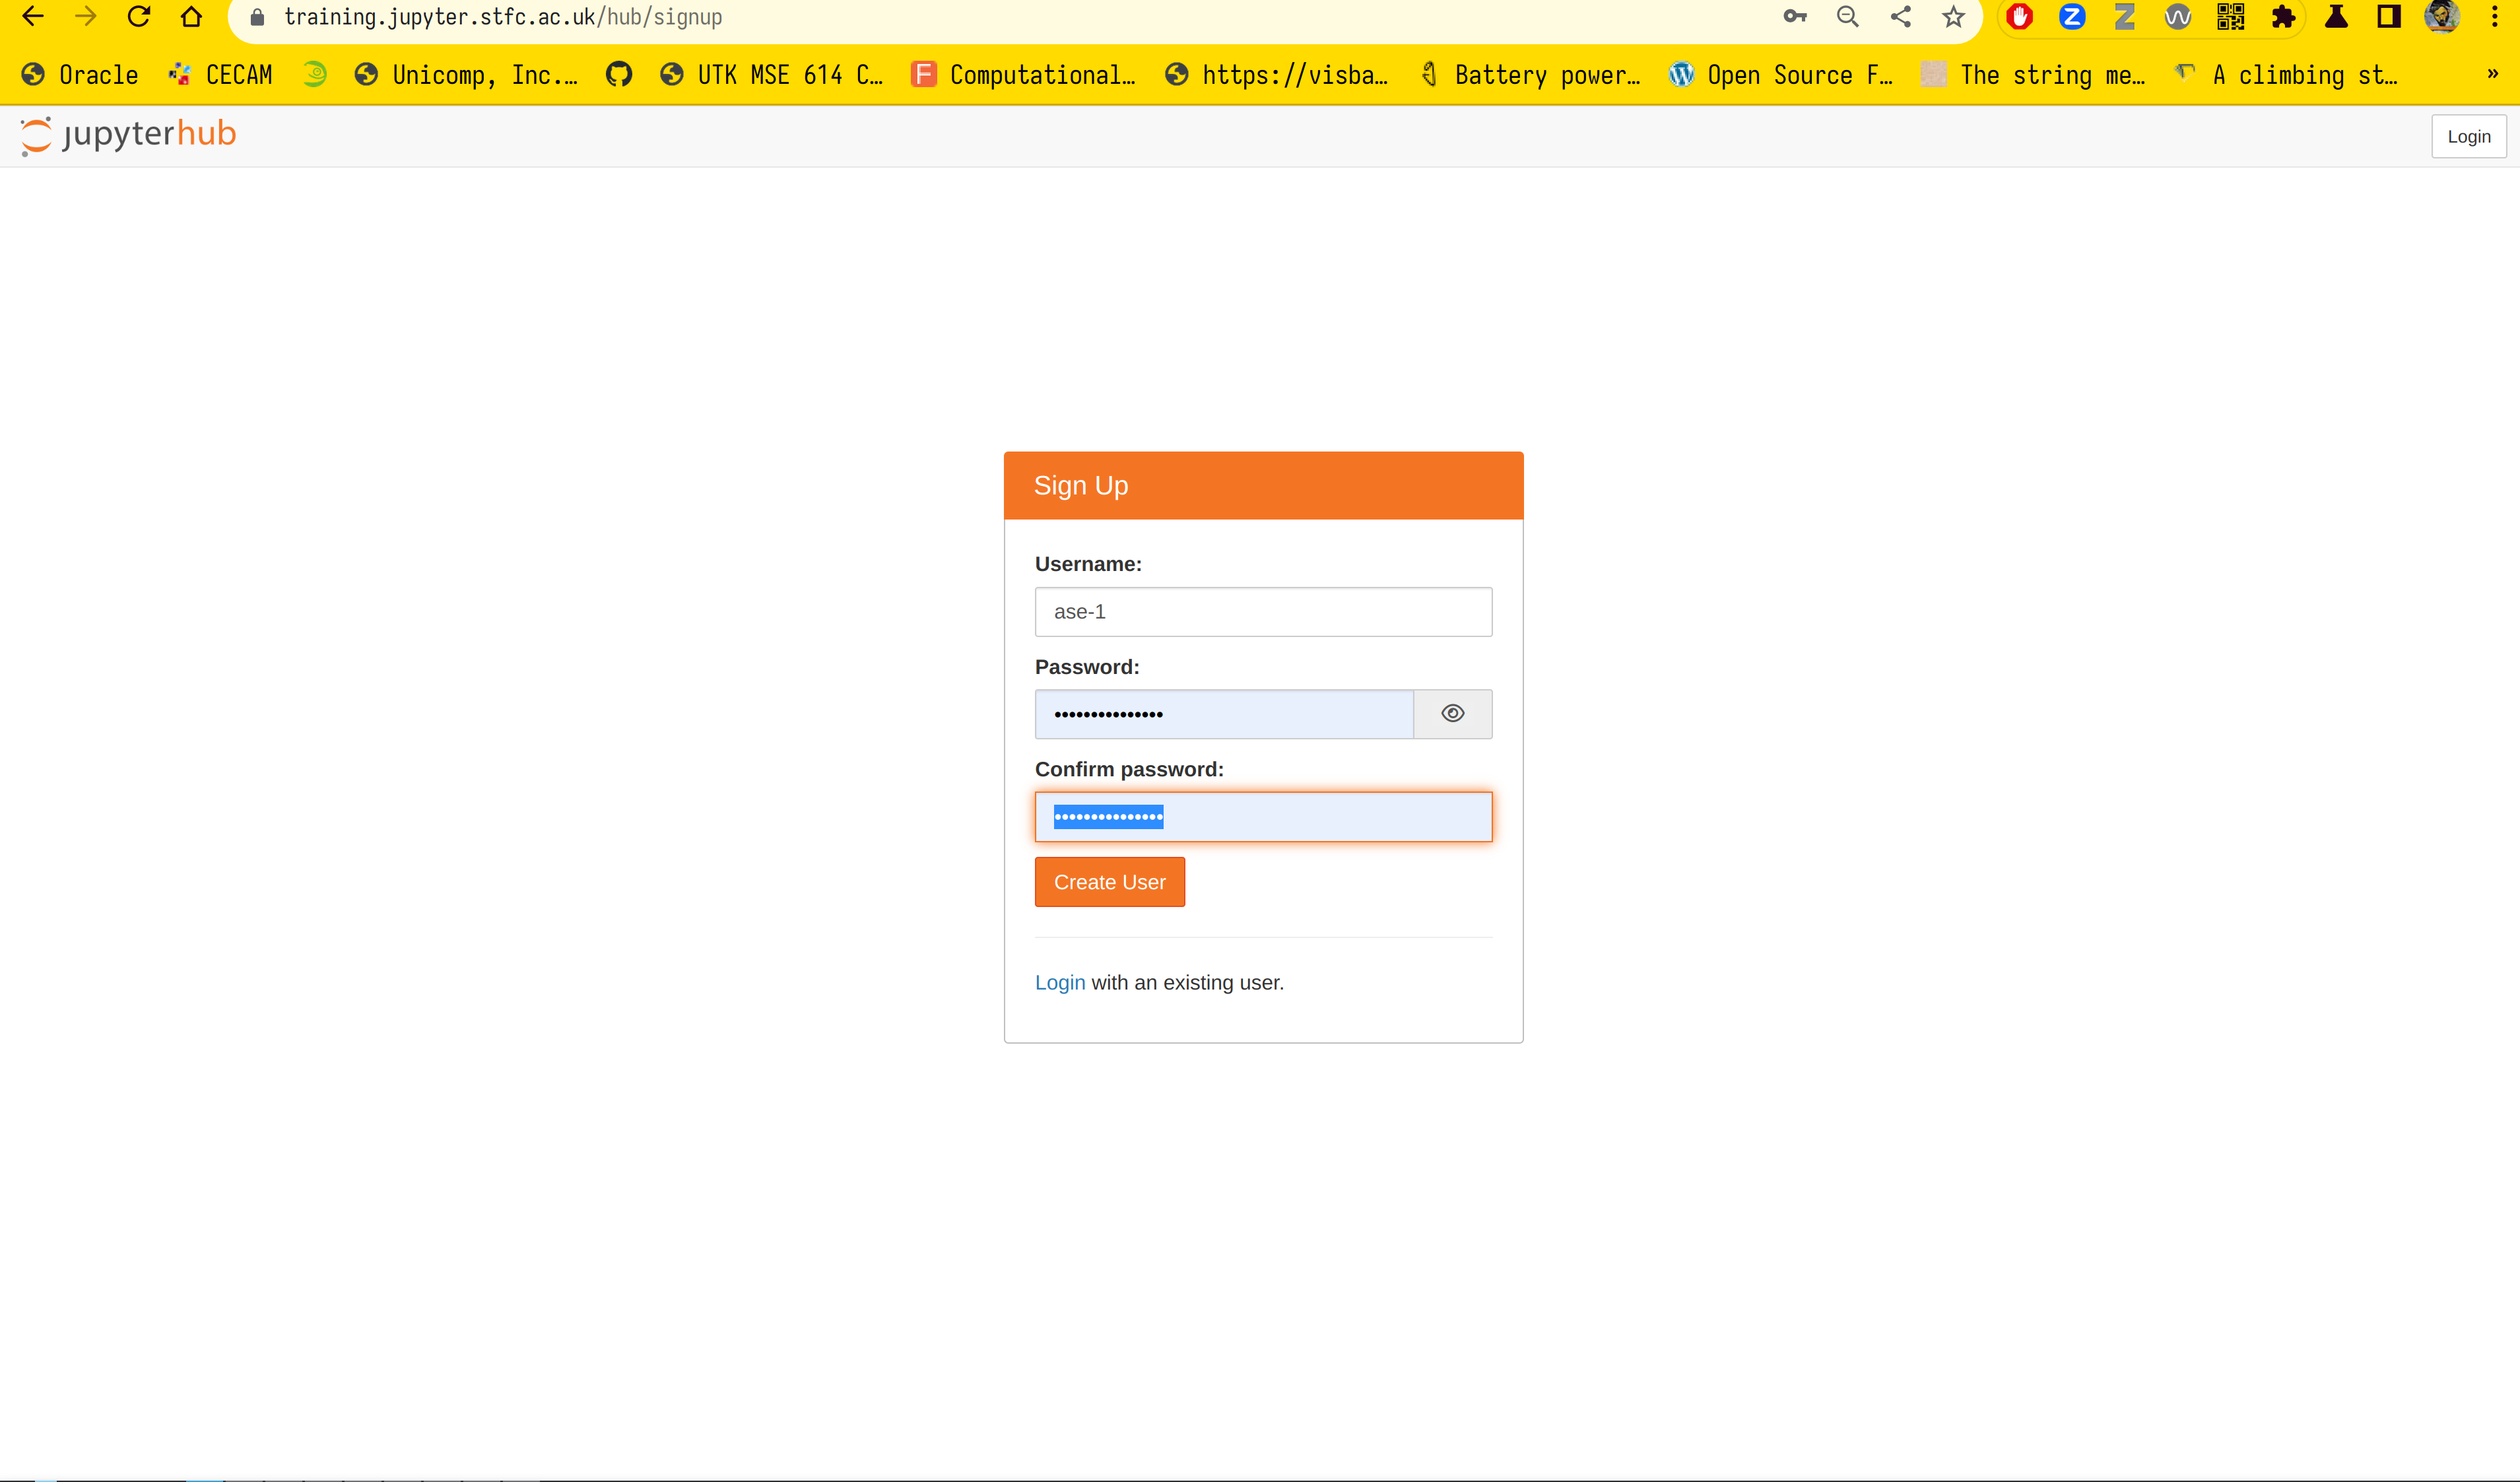 training.jupyter.stfc.ac.uk/hub/signup
Oracle CECAM Unicomp, Inc.… UTK MSE 614 C… F Computational… https://visba… Battery power… Open Source F… The string me… A climbing st… »
jupyterhub Login
Sign Up
Username:
ase-1
Password:
•••••••••••••••
Confirm password:
•••••••••••••••
Create User
Login with an existing user.